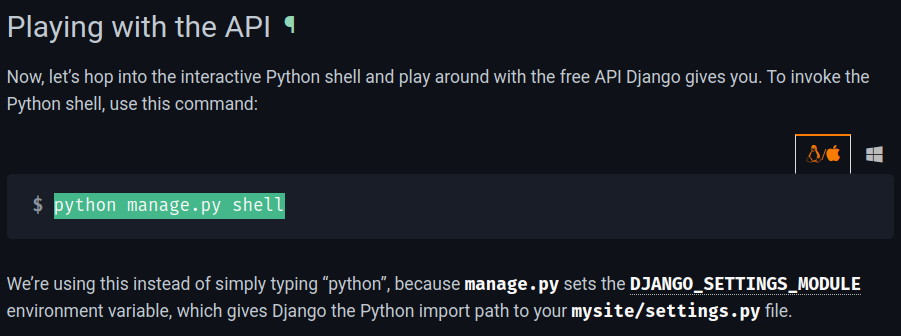 Playing with the API ¶
Now, let’s hop into the interactive Python shell and play around with the free API Django gives you. To invoke the
Python shell, use this command:
/
$ python manage.py shell
We’re using this instead of simply typing “python”, because manage.py sets the DJANGO_SETTINGS_MODULE
environment variable, which gives Django the Python import path to your mysite/settings.py file.